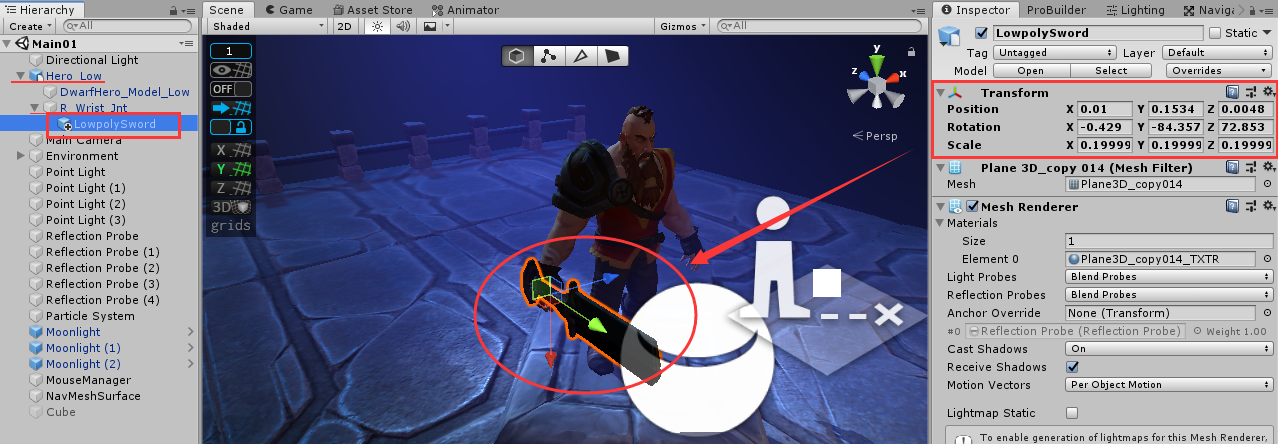 Hierarchy
Create
All
Main01
Directional Light
Hero_Low
DwarfHero_Model_Low
R_Wrist_Jnt
LowpolySword
Main Camera
Environment
Point Light
Point Light (1)
Point Light (2)
Point Light (3)
Reflection Probe
Reflection Probe (1)
Reflection Probe (2)
Reflection Probe (3)
Reflection Probe (4)
Particle System
Moonlight
Moonlight (1)
Moonlight (2)
MouseManager
NavMeshSurface
Cube
Scene Game Asset Store Animator
Shaded 2D Gizmos All
1
OFF
X
Y
Z
3D
grids
y
z x
Persp
Inspector ProBuilder Lighting Naviga
LowpolySword Static
Tag Untagged Layer Default
Model Open Select Overrides
Transform
Position X 0.01 Y 0.1534 Z 0.0048
Rotation X -0.429 Y -84.357 Z 72.853
Scale X 0.19999 Y 0.19999 Z 0.19999
Plane 3D_copy 014 (Mesh Filter)
Mesh Plane3D_copy014
Mesh Renderer
Materials
Size 1
Element 0 Plane3D_copy014_TXTR
Light Probes Blend Probes
Reflection Probes Blend Probes
Anchor Override None (Transform)
#0 Reflection Probe (Reflection Probe) Weight 1.00
Cast Shadows On
Receive Shadows
Motion Vectors Per Object Motion
Lightmap Static
To enable generation of lightmaps for this Mesh Renderer,